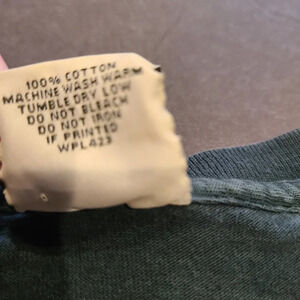 100% COTTON
MACHINE WASH WARM
TUMBLE DRY LOW
DO NOT BLEACH
DO NOT IRON
IF PRINTED
WPL423